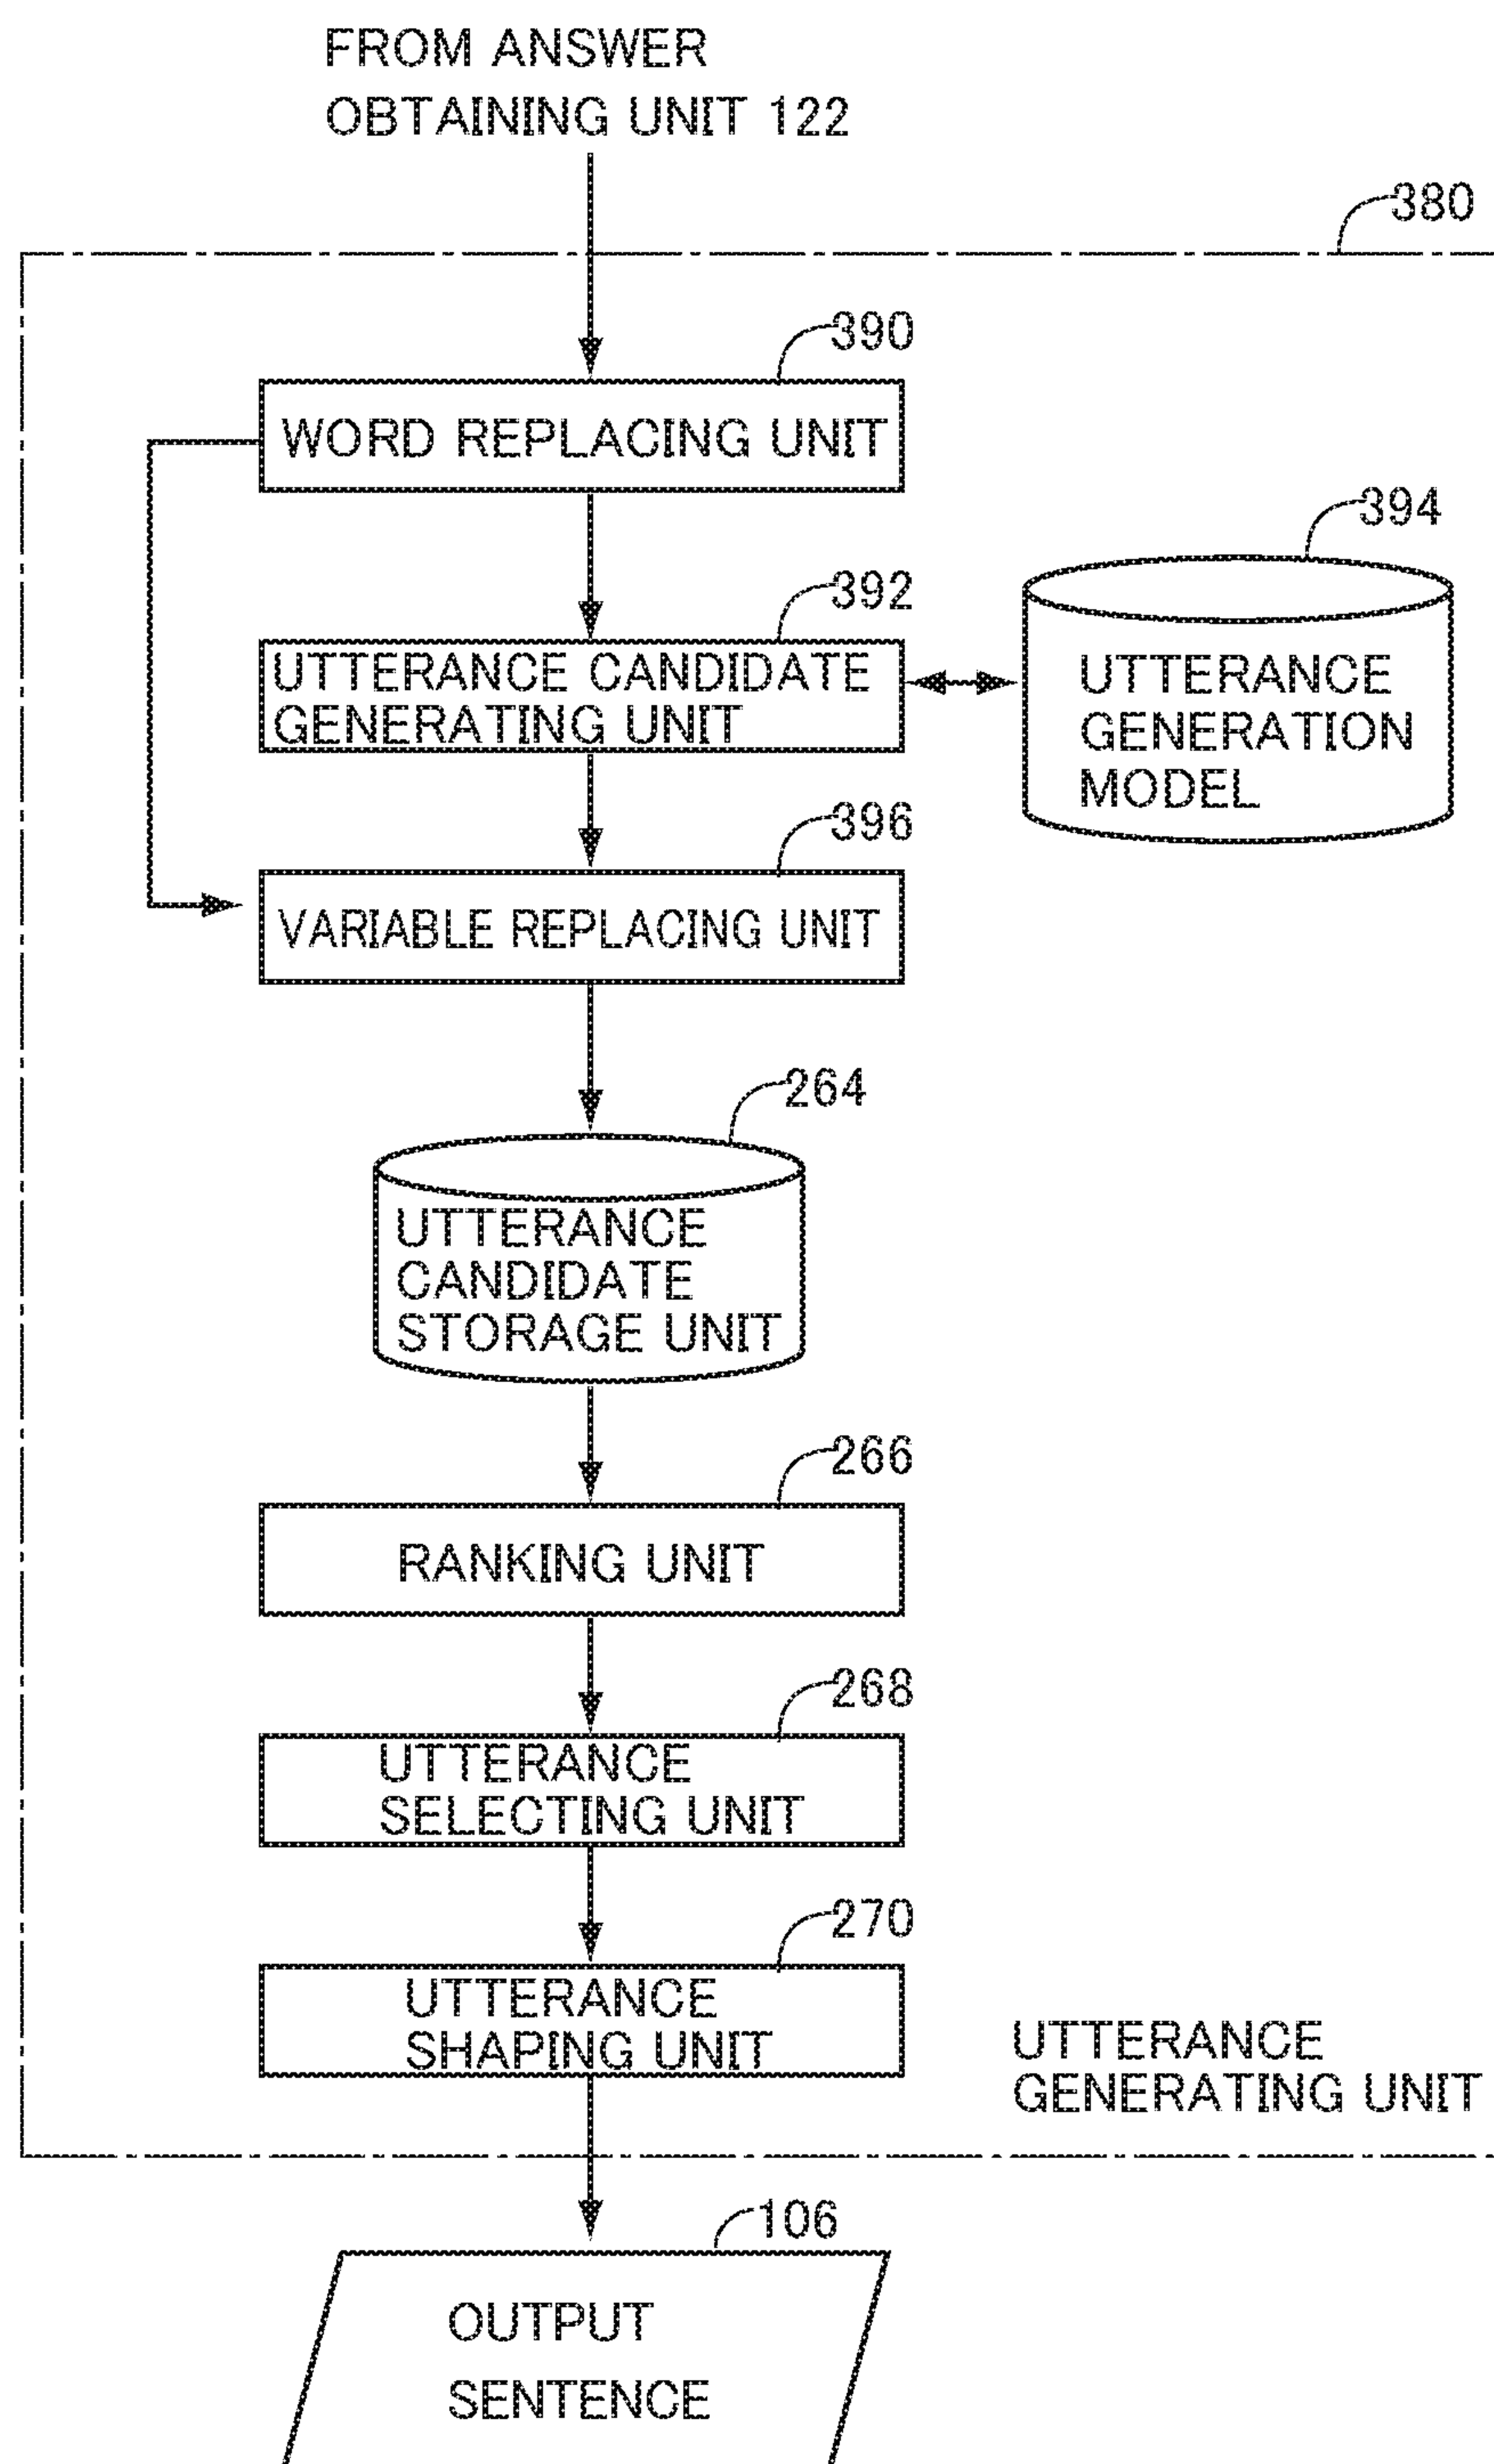 FROM ANSWER
OBTAINING UNIT 122
380
390
WORD REPLACING UNIT
394
392
UTTERANCE CANDIDATE
GENERATING UNIT
UTTERANCE
GENERATION
MODEL
396
VARIABLE REPLACING UNIT
264
UTTERANCE
CANDIDATE
STORAGE UNIT
266
RANKING UNIT
268
UTTERANCE
SELECTING UNIT
270
UTTERANCE
SHAPING UNIT
UTTERANCE
GENERATING UNIT
106
OUTPUT
SENTENCE